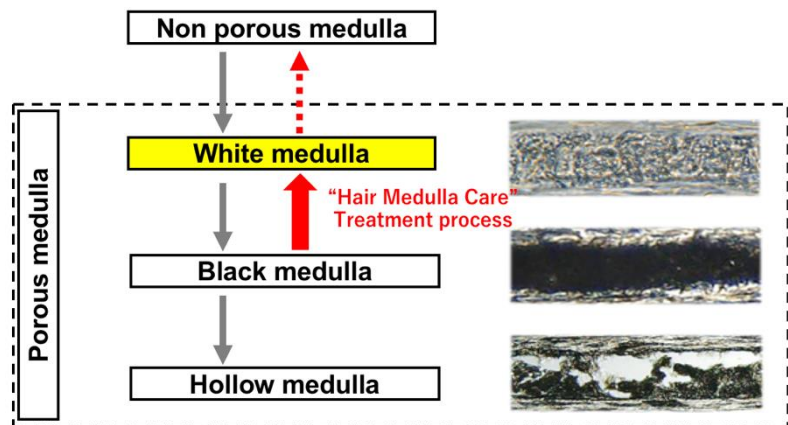 Non porous medulla
Porous medulla
White medulla
“Hair Medulla Care”
Treatment process
Black medulla
Hollow medulla